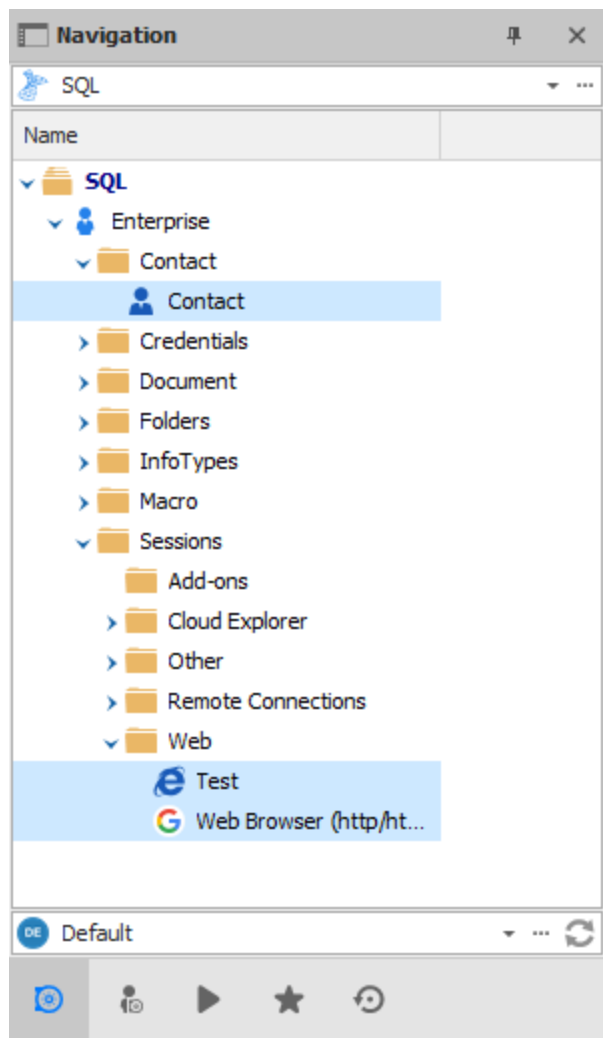 Navigation
SQL
Name
SQL
Enterprise
Contact
Contact
Credentials
Document
Folders
InfoTypes
Macro
Sessions
Add-ons
Cloud Explorer
Other
Remote Connections
Web
Test
Web Browser (http/ht...
DE Default